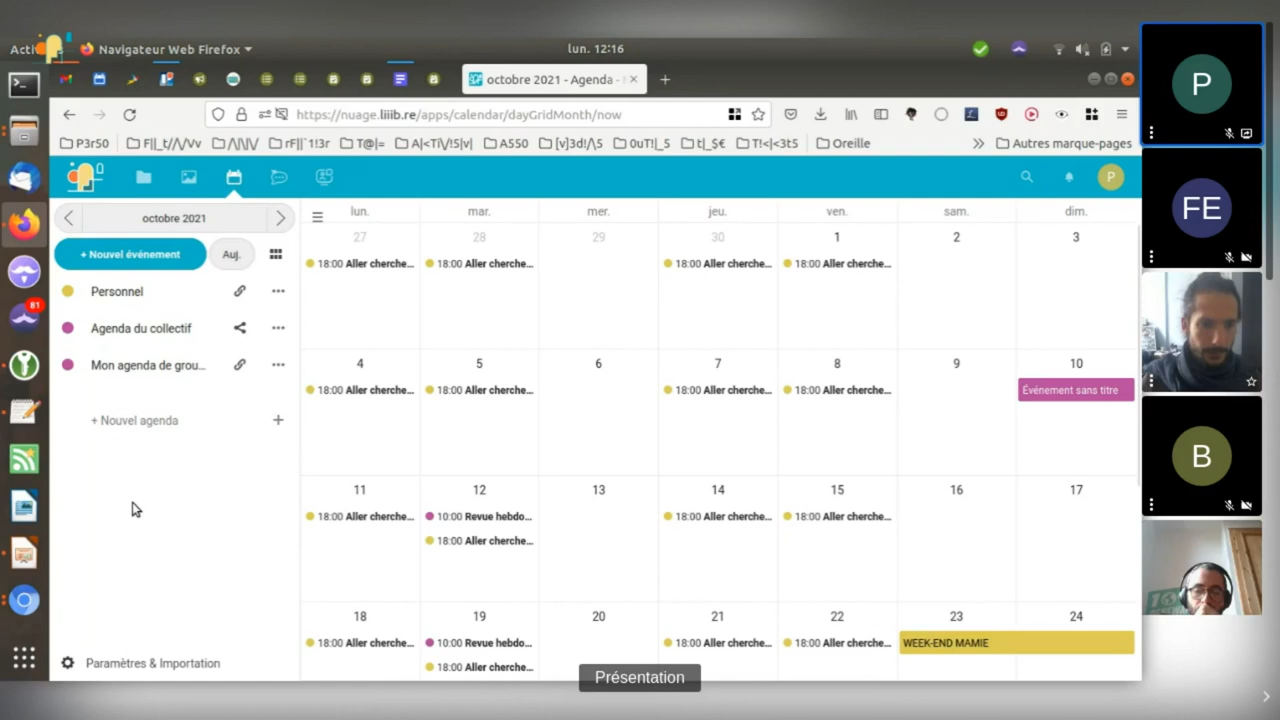 Acti
Navigateur Web Firefox
lun. 12:16
octobre 2021 - Agenda -
https://nuage.liiib.re/apps/calendar/dayGridMonth/now
P3r50
T@|=
A550
T!<|<3t5
Oreille
Autres marque-pages
P
octobre 2021
+ Nouvel événement
Auj.
Personnel
Agenda du collectif
Mon agenda de grou...
+ Nouvel agenda
Paramètres & Importation
81
lun. mar. mer. jeu. ven. sam. dim.
27 28 29 30 1 2 3
18:00 Aller cherche... 18:00 Aller cherche... 18:00 Aller cherche... 18:00 Aller cherche...
4 5 6 7 8 9 10
18:00 Aller cherche... 18:00 Aller cherche... 18:00 Aller cherche... 18:00 Aller cherche... Événement sans titre
11 12 13 14 15 16 17
18:00 Aller cherche... 10:00 Revue hebdo... 18:00 Aller cherche... 18:00 Aller cherche...
18:00 Aller cherche...
18 19 20 21 22 23 24
18:00 Aller cherche... 10:00 Revue hebdo... 18:00 Aller cherche... 18:00 Aller cherche... WEEK-END MAMIE
18:00 Aller cherche...
Présentation
P
FE
B